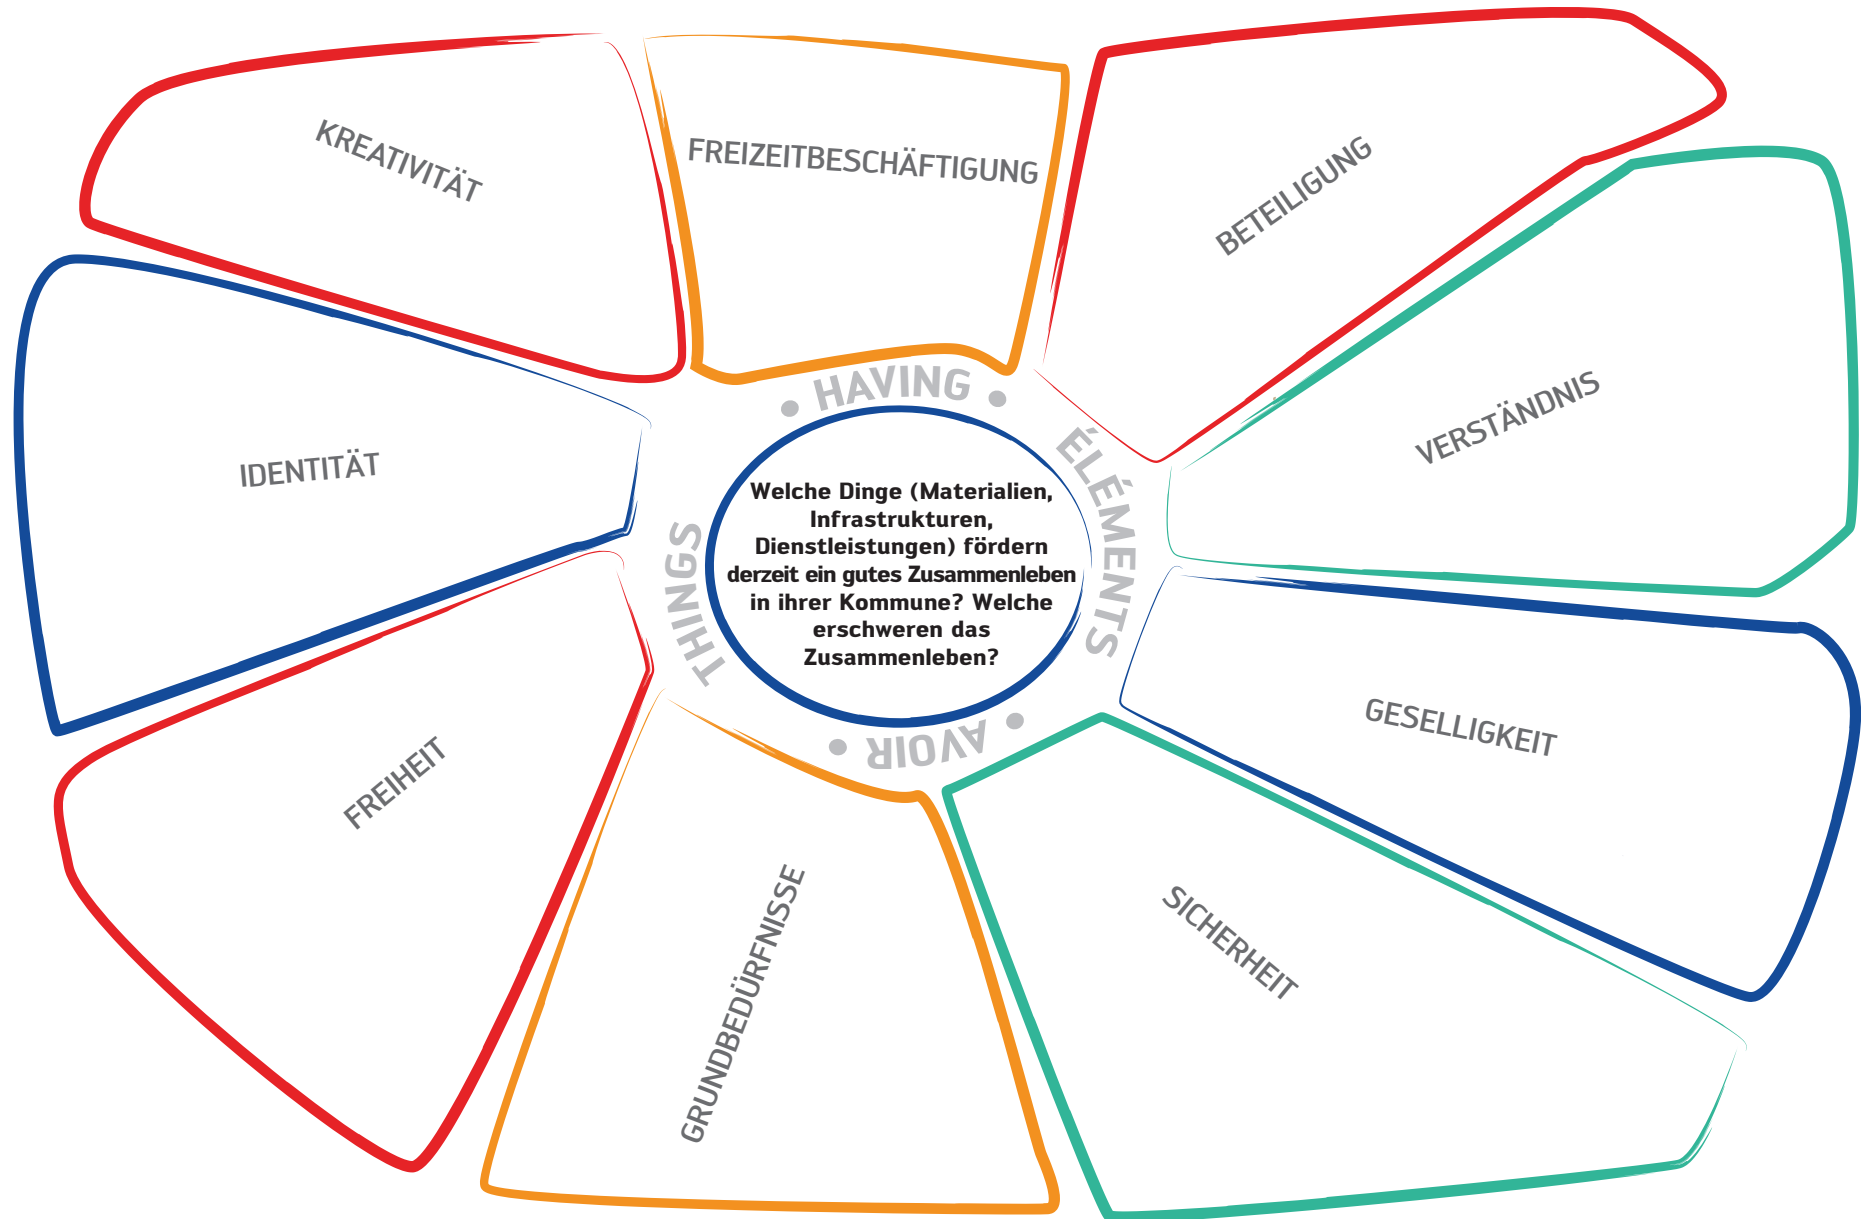 KREATIVITÄT
FREIZEITBESCHÄFTIGUNG
BETEILIGUNG
VERSTÄNDNIS
GESELLIGKEIT
SICHERHEIT
GRUNDBEDÜRFNISSE
FREIHEIT
IDENTITÄT
• HAVING •
ÉLÉMENTS
• AVOIR •
THINGS
Welche Dinge (Materialien,
Infrastrukturen,
Dienstleistungen) fördern
derzeit ein gutes Zusammenleben
in ihrer Kommune? Welche
erschweren das
Zusammenleben?